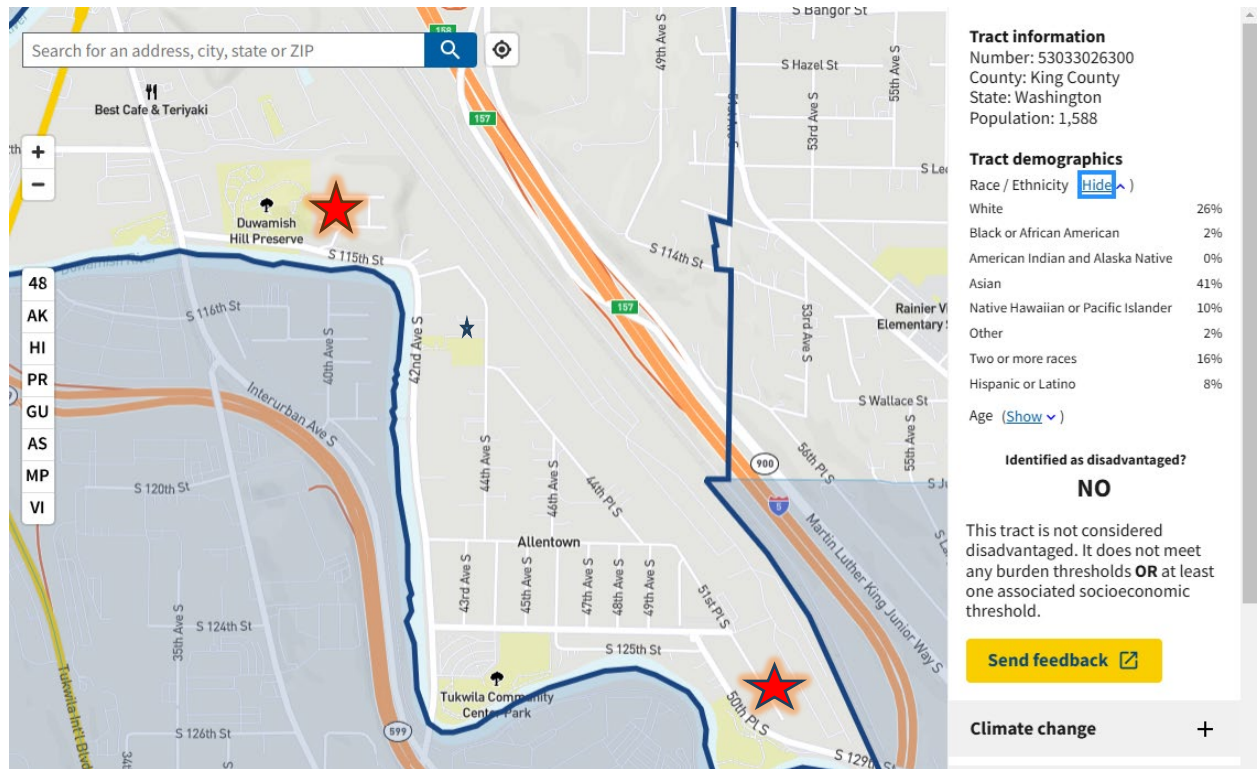 S Bangor St
158
Search for an address, city, state or ZIP
49th Ave S
S Hazel St
55th Ave S
Best Cafe & Teriyaki
157
51st Ave S
53rd Ave S
+
−
S Lee
Duwamish
Hill Preserve
S 115th St
S 114th St
Duwamish River
48
AK
HI
PR
GU
AS
MP
VI
S 116th St
40th Ave S
42nd Ave S
157
53rd Ave S
Rainier Vi
Elementary S
Interurban Ave S
S Wallace St
55th Ave S
56th Pl S
900
5
S 120th St
44th Ave S
46th Ave S
44th Pl S
Allentown
43rd Ave S
45th Ave S
47th Ave S
48th Ave S
49th Ave S
51st Pl S
Martin Luther King Junior Way S
35th Ave S
S 124th St
S 125th St
Tukwila Community
Center Park
50th Pl S
Tukwila Int'l Blvd
S 126th St
34th
599
S 129th St
Tract information
Number: 53033026300
County: King County
State: Washington
Population: 1,588
Tract demographics
Race / Ethnicity Hide )
White 26%
Black or African American 2%
American Indian and Alaska Native 0%
Asian 41%
Native Hawaiian or Pacific Islander 10%
Other 2%
Two or more races 16%
Hispanic or Latino 8%
Age (Show )
Identified as disadvantaged?
NO
This tract is not considered
disadvantaged. It does not meet
any burden thresholds OR at least
one associated socioeconomic
threshold.
Send feedback
Climate change +